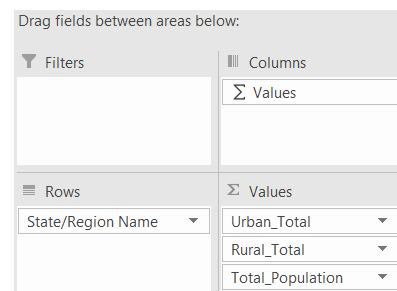 Drag fields between areas below:
Filters
Columns
Σ Values
Rows
State/Region Name
Σ Values
Urban_Total
Rural_Total
Total_Population